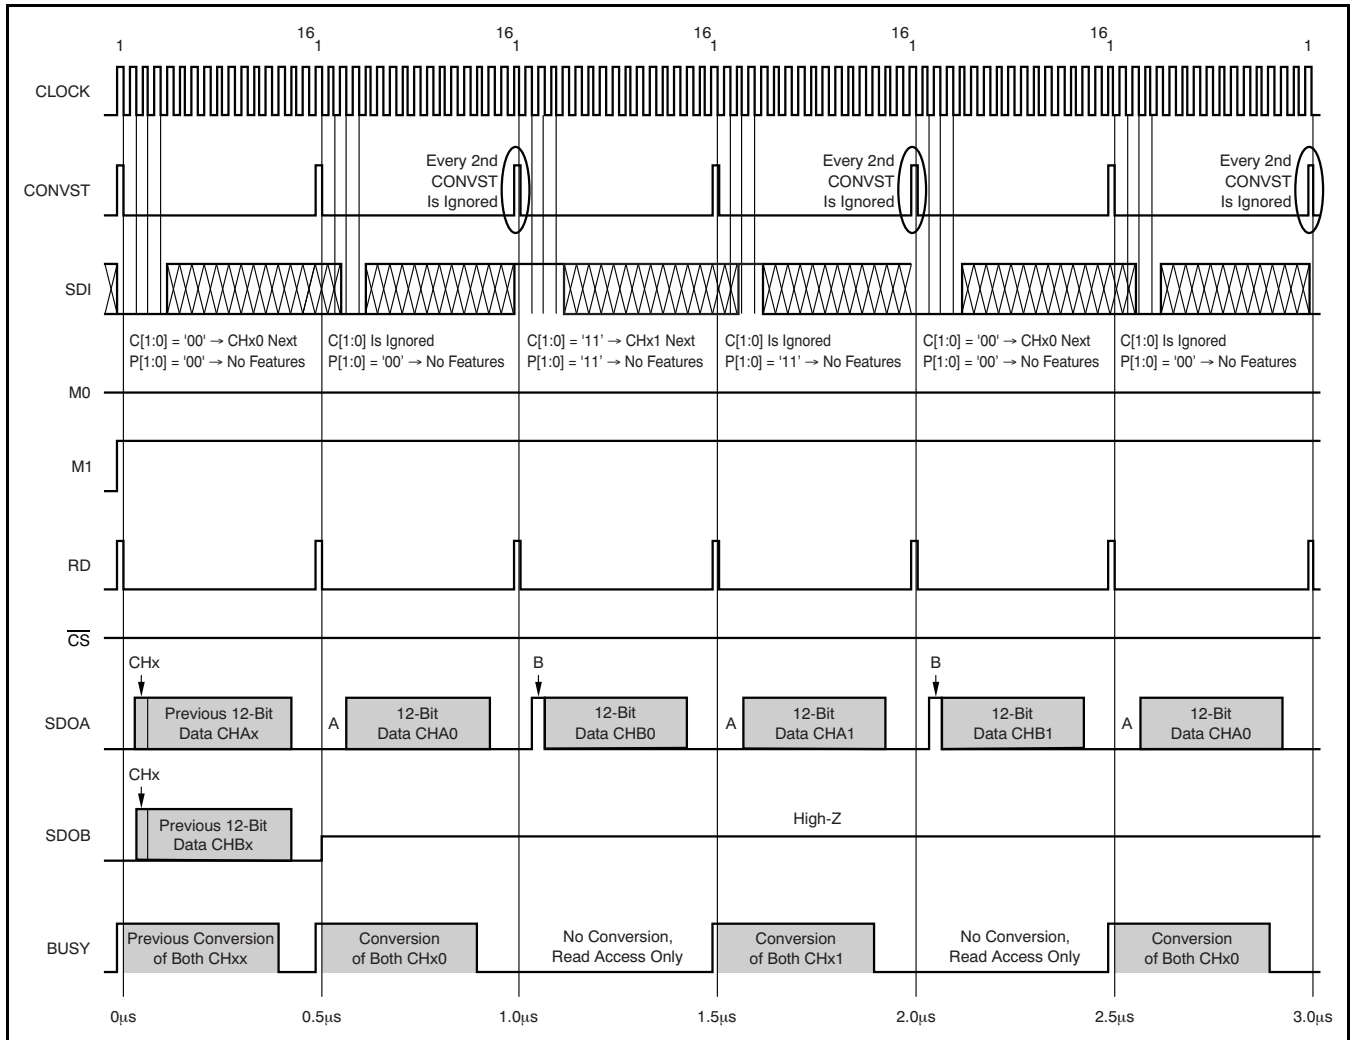 1
16
1
16
1
16
1
16
1
16
1
1
CLOCK
CONVST
Every 2nd
CONVST
Is Ignored
Every 2nd
CONVST
Is Ignored
Every 2nd
CONVST
Is Ignored
SDI
C[1:0] = '00' → CHx0 Next
P[1:0] = '00' → No Features
C[1:0] Is Ignored
P[1:0] = '00' → No Features
C[1:0] = '11' → CHx1 Next
P[1:0] = '11' → No Features
C[1:0] Is Ignored
P[1:0] = '11' → No Features
C[1:0] = '00' → CHx0 Next
P[1:0] = '00' → No Features
C[1:0] Is Ignored
P[1:0] = '00' → No Features
M0
M1
RD
CS
CHx
B
B
SDOA
Previous 12-Bit
Data CHAx
A
12-Bit
Data CHA0
12-Bit
Data CHB0
A
12-Bit
Data CHA1
12-Bit
Data CHB1
A
12-Bit
Data CHA0
CHx
SDOB
Previous 12-Bit
Data CHBx
High-Z
BUSY
Previous Conversion
of Both CHxx
Conversion
of Both CHx0
No Conversion,
Read Access Only
Conversion
of Both CHx1
No Conversion,
Read Access Only
Conversion
of Both CHx0
0µs
0.5µs
1.0µs
1.5µs
2.0µs
2.5µs
3.0µs